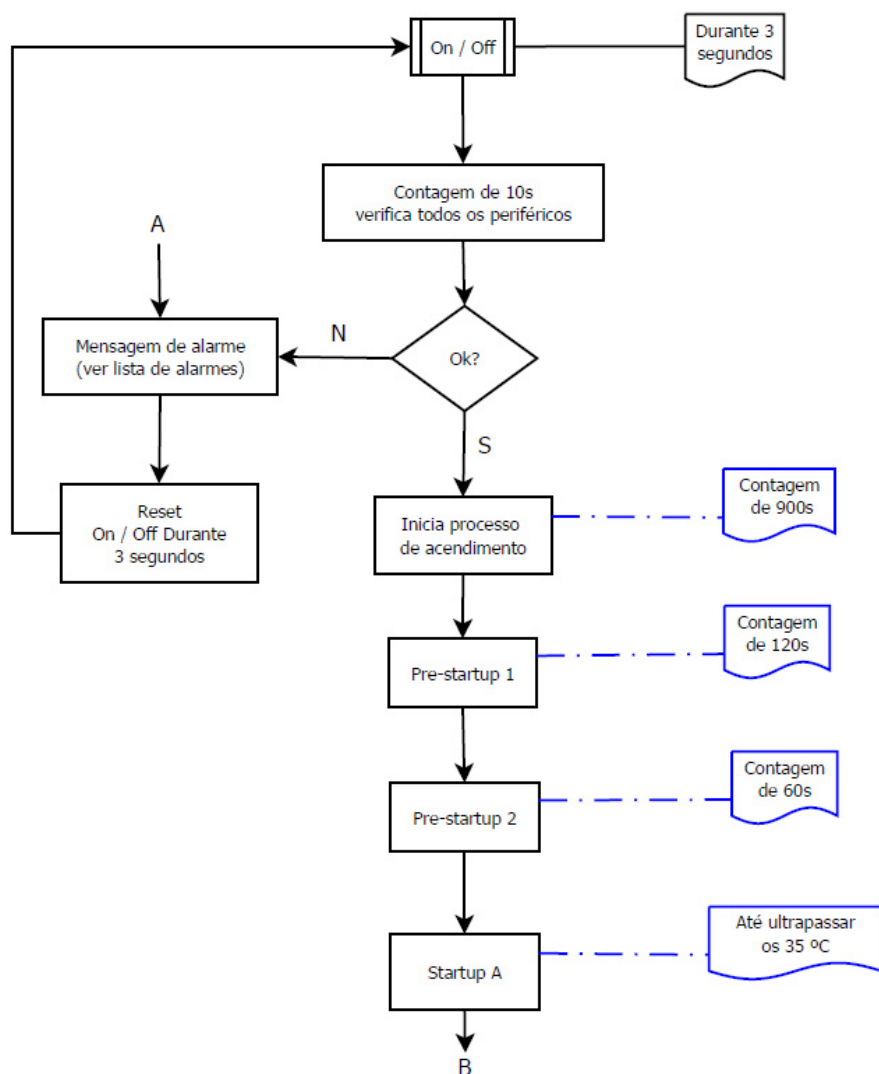 On / Off
Durante 3
segundos
Contagem de 10s
verifica todos os periféricos
A
Mensagem de alarme
(ver lista de alarmes)
N
Ok?
S
Reset
On / Off Durante
3 segundos
Inicia processo
de acendimento
Contagem
de 900s
Pre-startup 1
Contagem
de 120s
Pre-startup 2
Contagem
de 60s
Startup A
Até ultrapassar
os 35 ºC
B